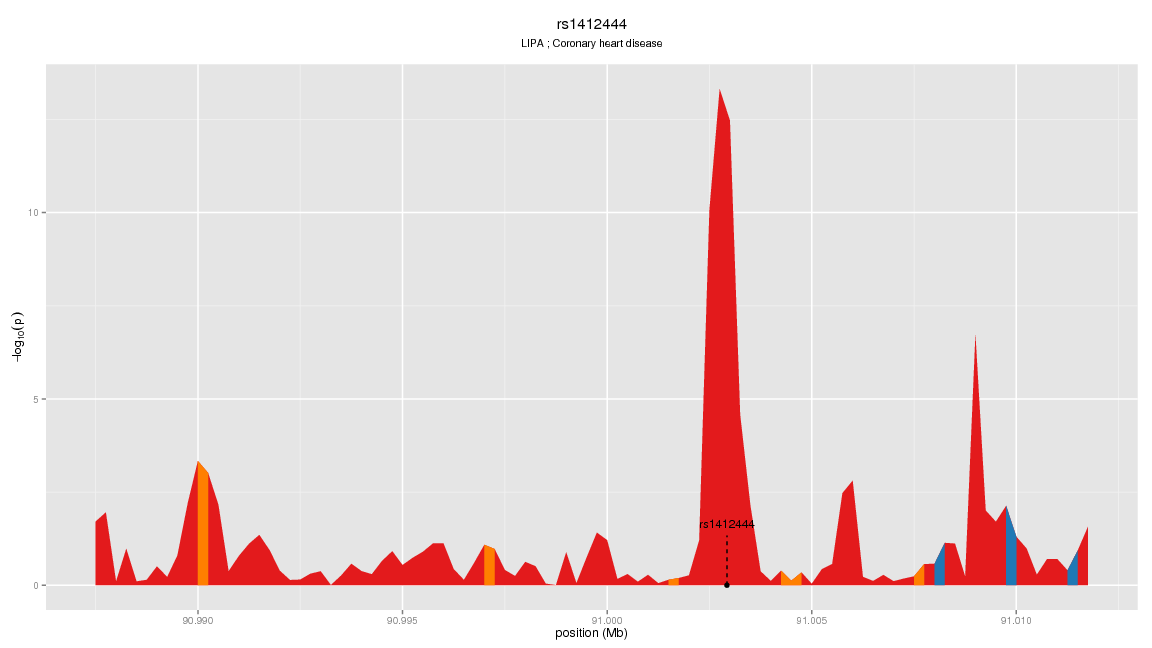 rs1412444
LIPA ; Coronary heart disease
−log10(p)
10
5
0
rs1412444
90.990 90.995 91.000 91.005 91.010
position (Mb)